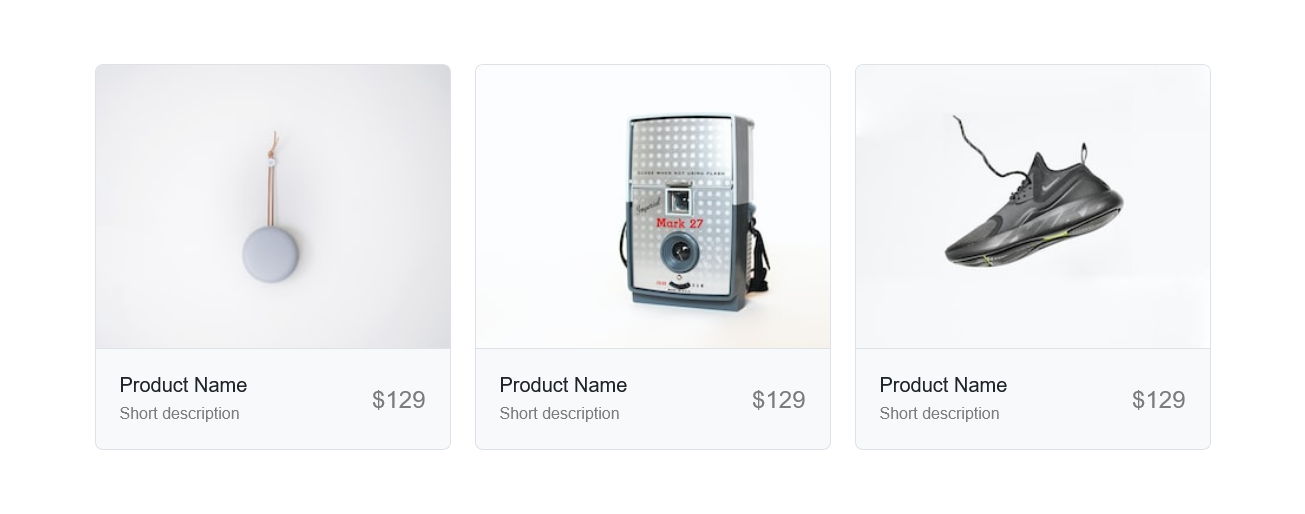 Product Name
Short description
$129
CLOSE WHEN NOT USING FLASH
Imperial
Mark 27
Product Name
Short description
$129
Product Name
Short description
$129